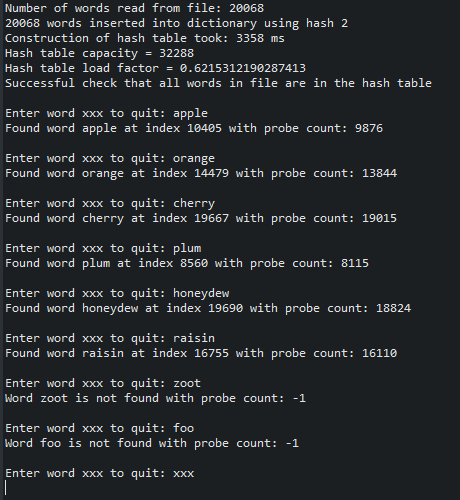 Number of words read from file: 20068
20068 words inserted into dictionary using hash 2
Construction of hash table took: 3358 ms
Hash table capacity = 32288
Hash table load factor = 0.6215312190287413
Successful check that all words in file are in the hash table
Enter word xxx to quit: apple
Found word apple at index 10405 with probe count: 9876
Enter word xxx to quit: orange
Found word orange at index 14479 with probe count: 13844
Enter word xxx to quit: cherry
Found word cherry at index 19667 with probe count: 19015
Enter word xxx to quit: plum
Found word plum at index 8560 with probe count: 8115
Enter word xxx to quit: honeydew
Found word honeydew at index 19690 with probe count: 18824
Enter word xxx to quit: raisin
Found word raisin at index 16755 with probe count: 16110
Enter word xxx to quit: zoot
Word zoot is not found with probe count: -1
Enter word xxx to quit: foo
Word foo is not found with probe count: -1
Enter word xxx to quit: xxx